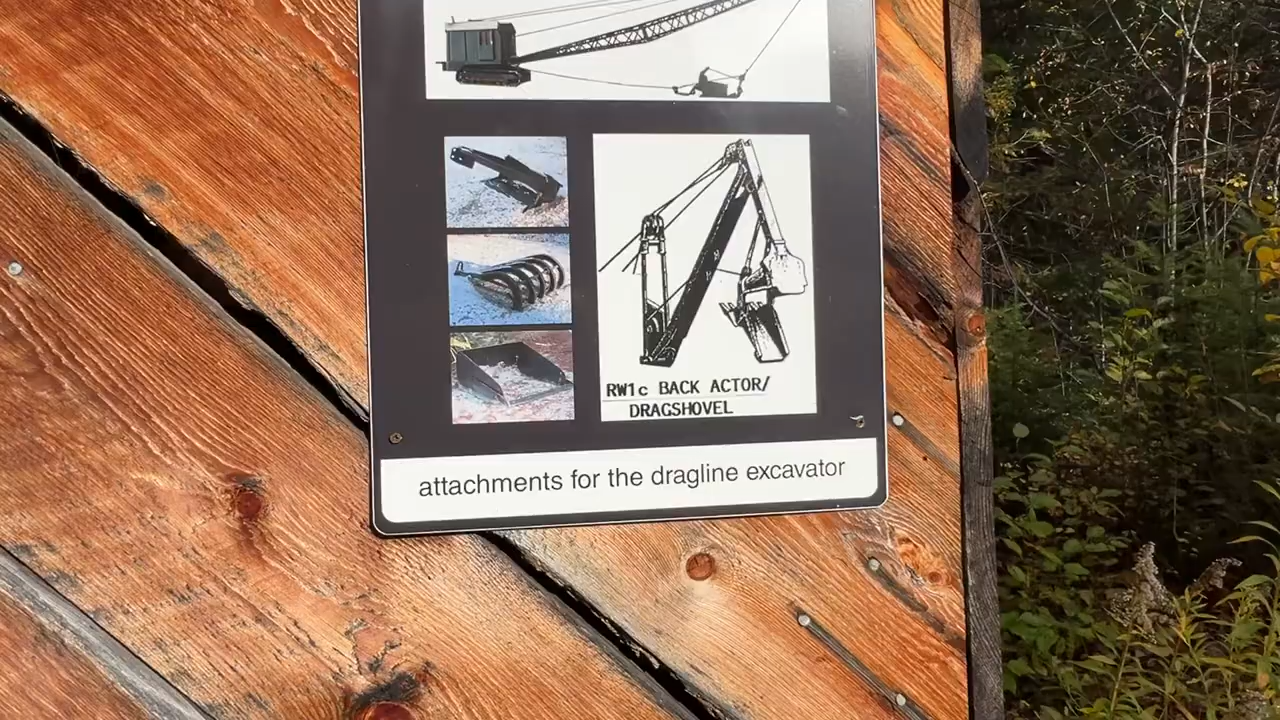 RW1c BACK ACTOR/
DRAGSHOVEL
attachments for the dragline excavator